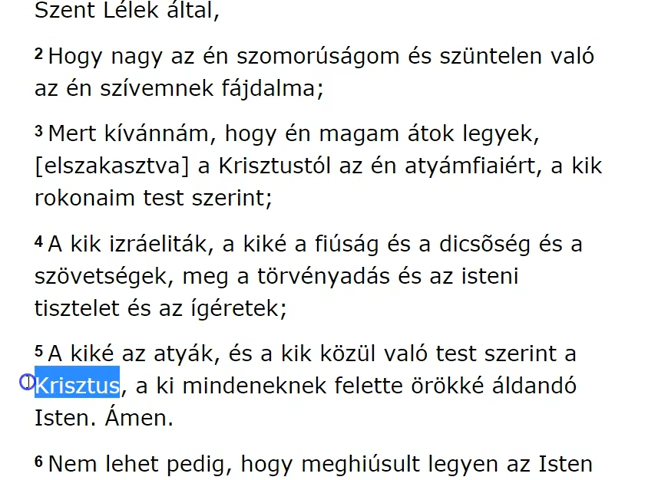 Szent Lélek által,
2 Hogy nagy az én szomorúságom és szüntelen való
az én szívemnek fájdalma;
3 Mert kívánnám, hogy én magam átok legyek,
[elszakasztva] a Krisztustól az én atyámfiaiért, a kik
rokonaim test szerint;
4 A kik izráeliták, a kiké a fiúság és a dicsõség és a
szövetségek, meg a törvényadás és az isteni
tisztelet és az ígéretek;
5 A kiké az atyák, és a kik közül való test szerint a
Krisztus, a ki mindeneknek felette örökké áldandó
Isten. Ámen.
6 Nem lehet pedig, hogy meghiúsult legyen az Isten